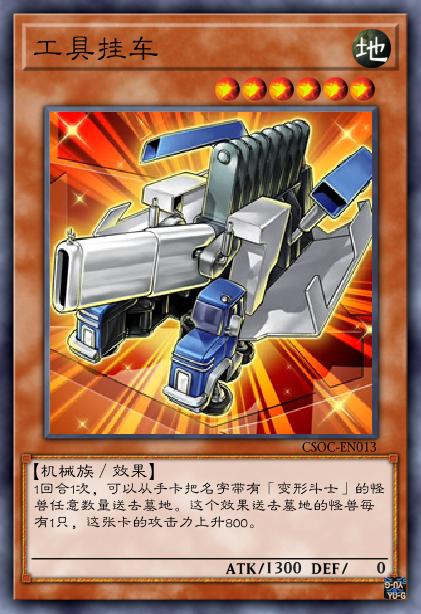 工具挂车
地
CSOC-EN013
【机械族／效果】
1回合1次，可以从手卡把名字带有「变形斗士」的怪
兽任意数量送去墓地。这个效果送去墓地的怪兽每
有1只，这张卡的攻击力上升800。
ATK/1300 DEF/ 0